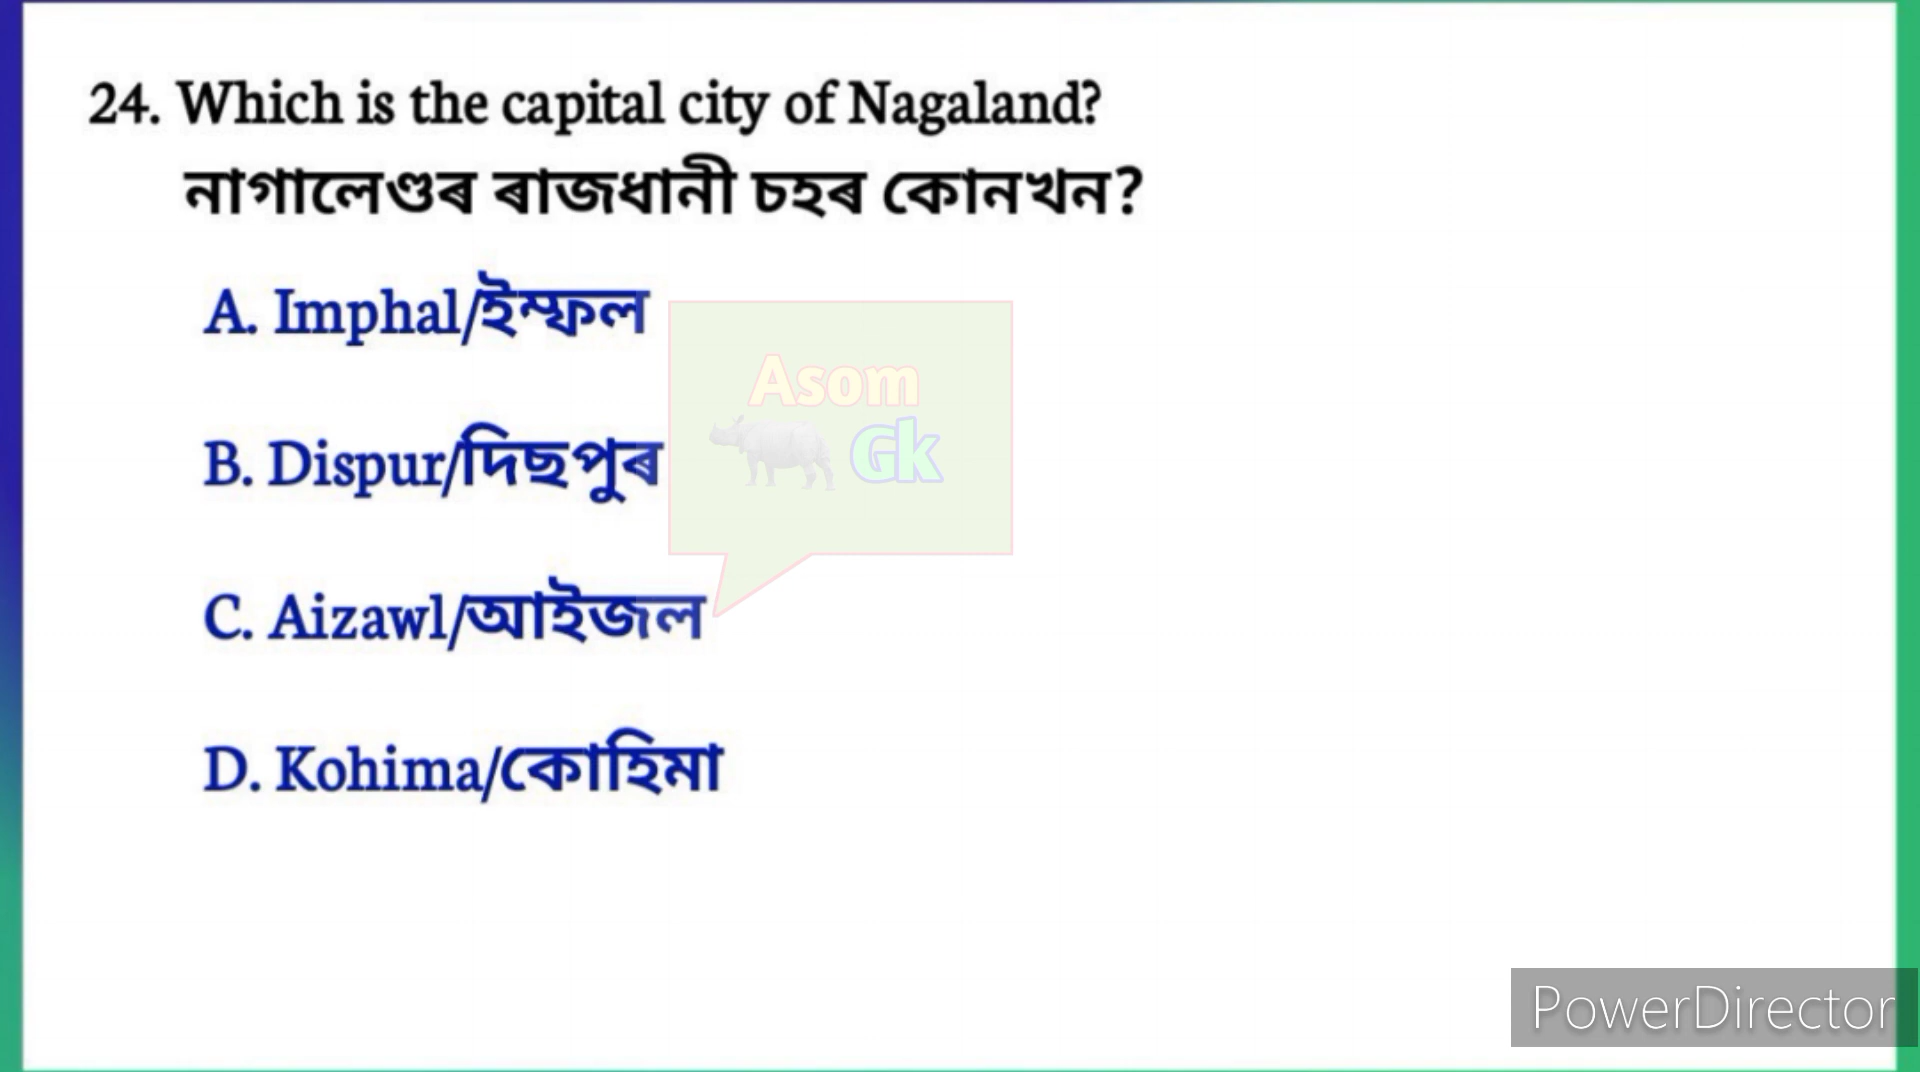 24. Which is the capital city of Nagaland?
নাগালেণ্ডৰ ৰাজধানী চহৰ কোনখন?
A. Imphal/ইম্ফল
B. Dispur/দিছপুৰ
C. Aizawl/আইজল
D. Kohima/কোহিমা
Asom
Gk
PowerDirector